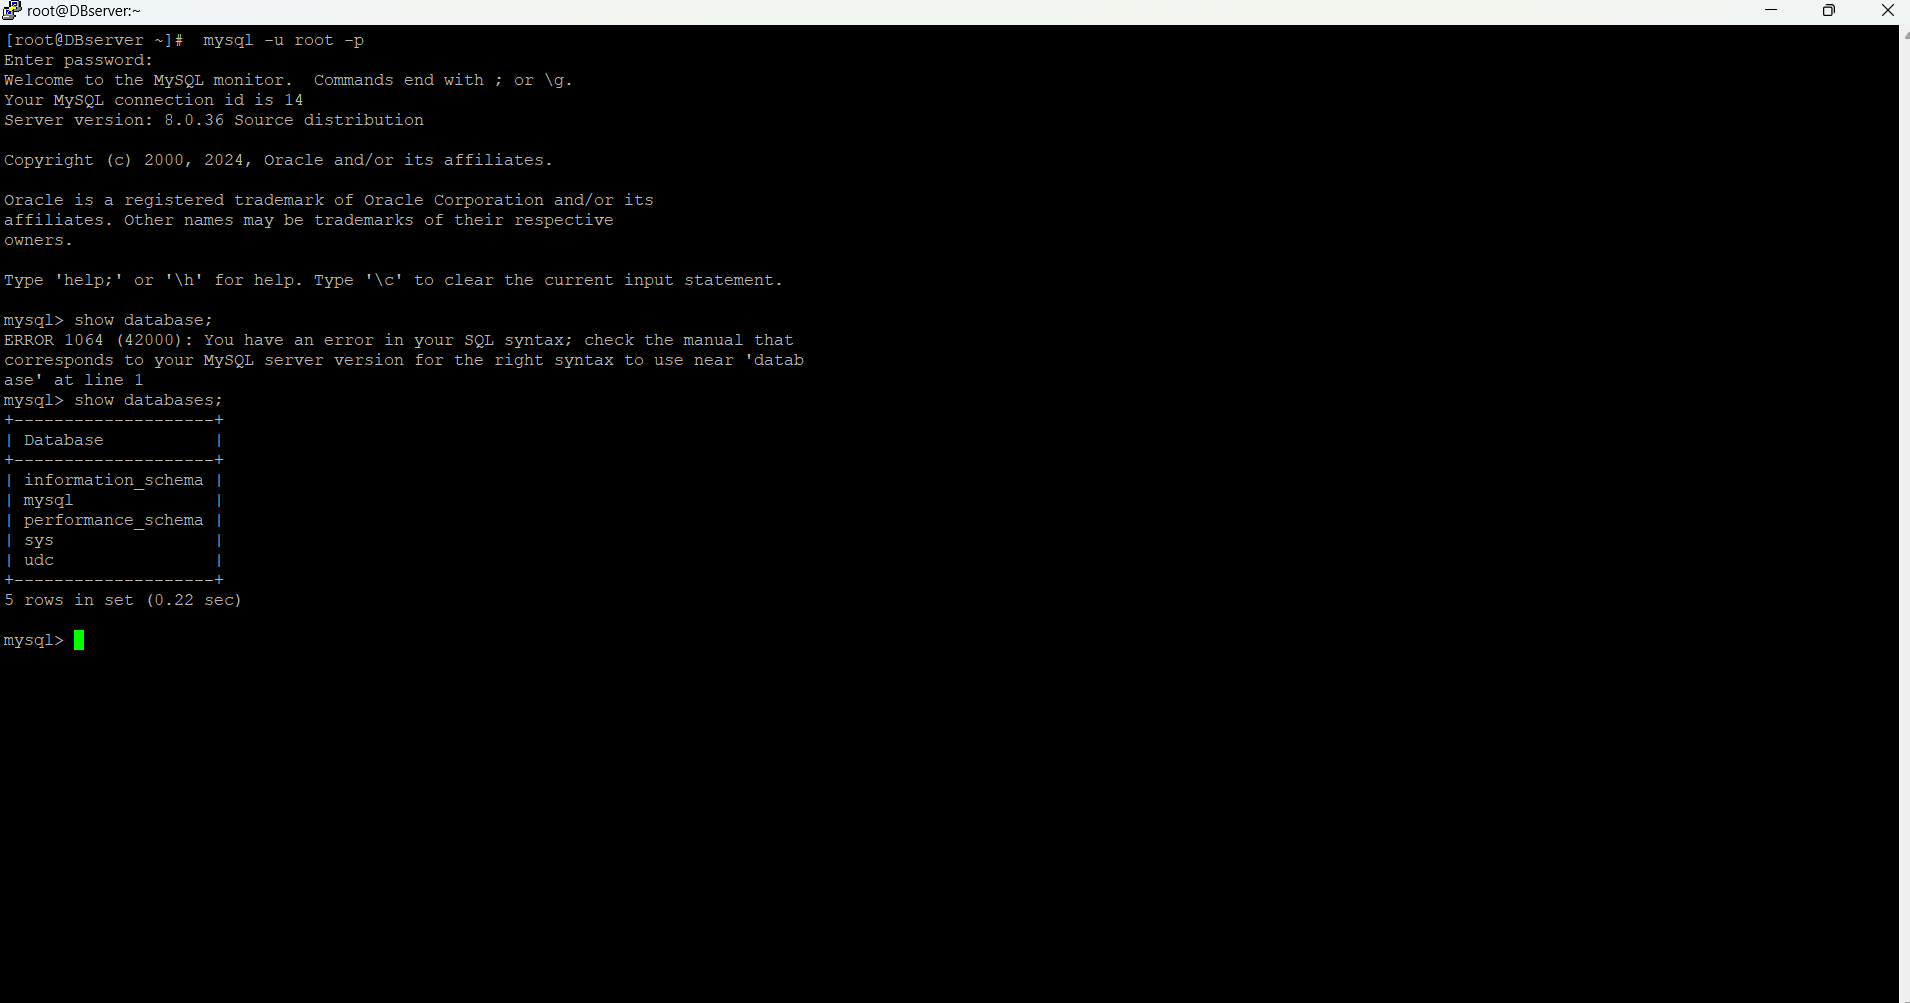 root@DBserver:~
[root@DBserver ~]#  mysql -u root -p
Enter password:
Welcome to the MySQL monitor.  Commands end with ; or \g.
Your MySQL connection id is 14
Server version: 8.0.36 Source distribution
Copyright (c) 2000, 2024, Oracle and/or its affiliates.
Oracle is a registered trademark of Oracle Corporation and/or its
affiliates. Other names may be trademarks of their respective
owners.
Type 'help;' or '\h' for help. Type '\c' to clear the current input statement.
mysql> show database;
ERROR 1064 (42000): You have an error in your SQL syntax; check the manual that
corresponds to your MySQL server version for the right syntax to use near 'datab
ase' at line 1
mysql> show databases;
+--------------------+
| Database           |
+--------------------+
| information_schema |
| mysql              |
| performance_schema |
| sys                |
| udc                |
+--------------------+
5 rows in set (0.22 sec)
mysql>